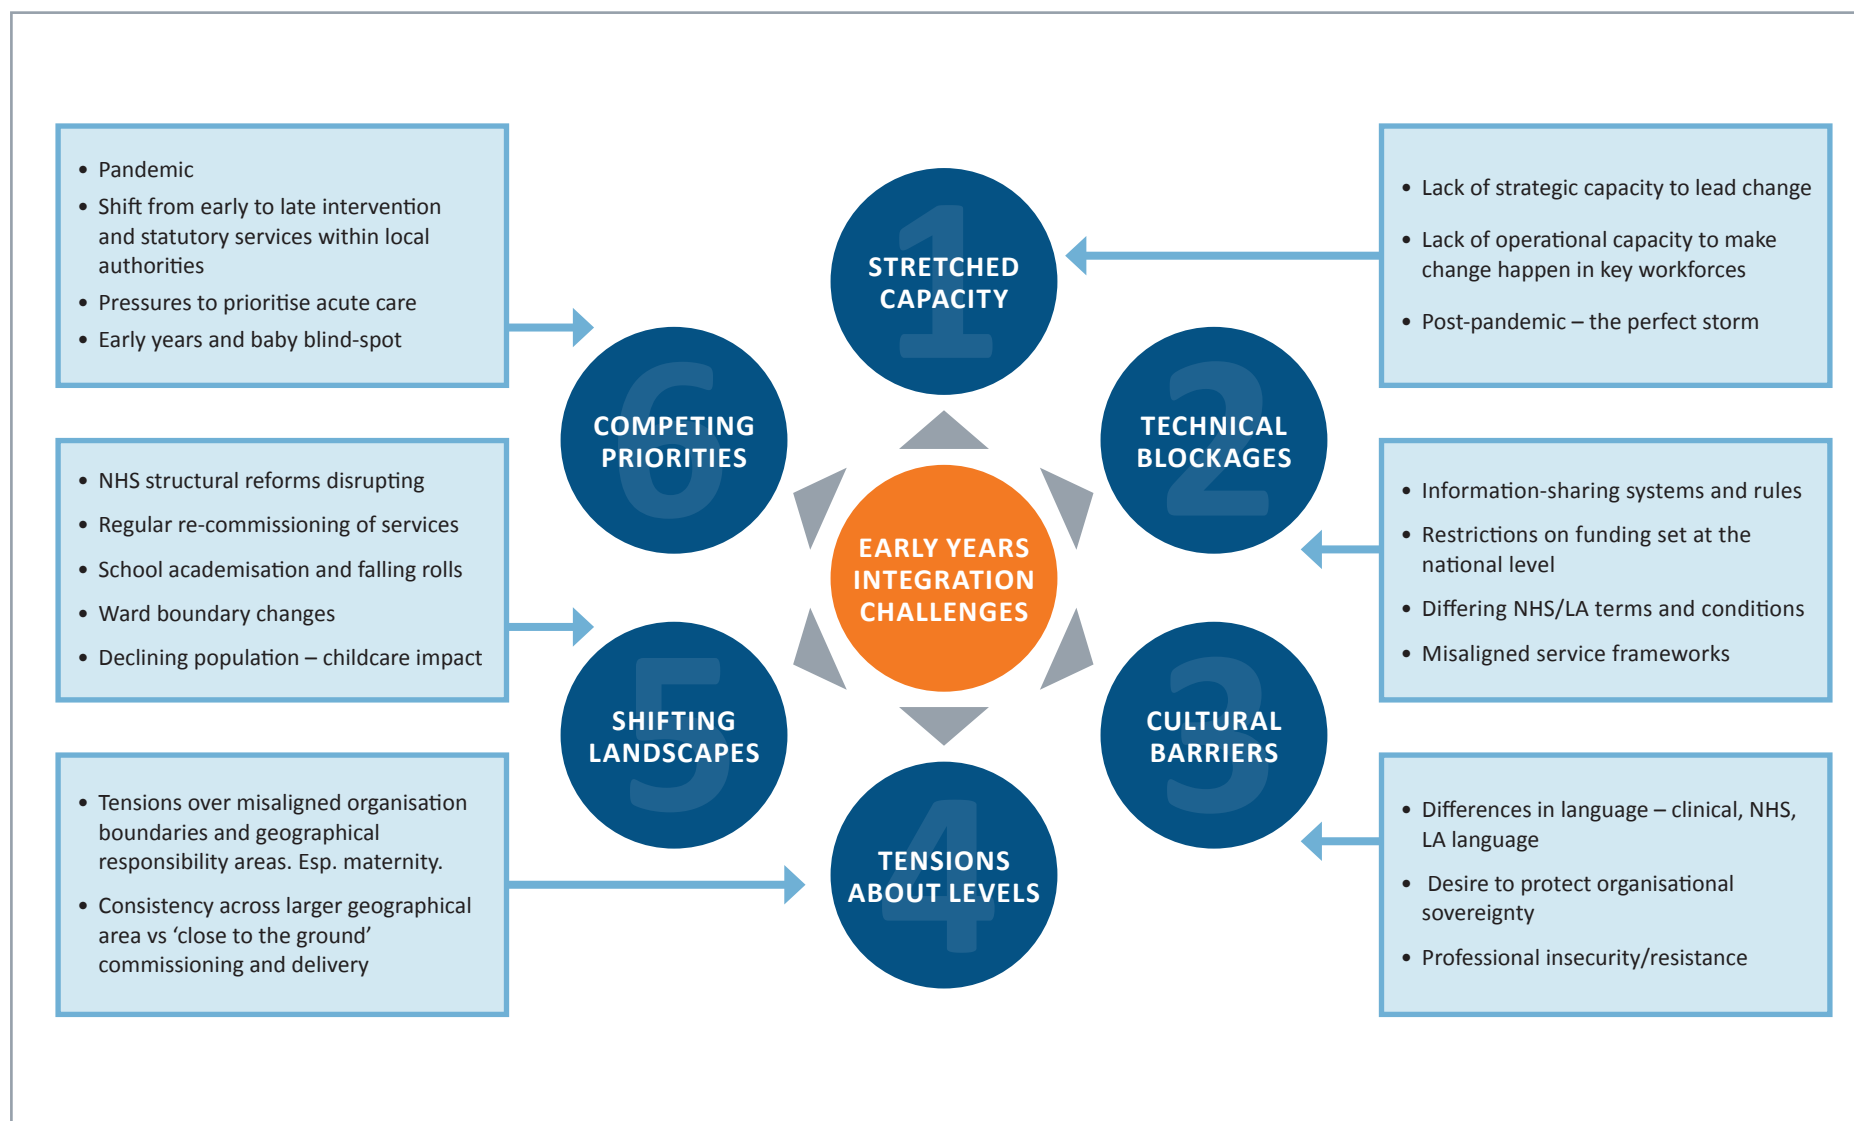 • Pandemic
• Shift from early to late intervention
and statutory services within local
authorities
• Pressures to prioritise acute care
• Early years and baby blind-spot
• NHS structural reforms disrupting
• Regular re-commissioning of services
• School academisation and falling rolls
• Ward boundary changes
• Declining population – childcare impact
• Tensions over misaligned organisation
boundaries and geographical
responsibility areas. Esp. maternity.
• Consistency across larger geographical
area vs ‘close to the ground’
commissioning and delivery
1
STRETCHED
CAPACITY
2
TECHNICAL
BLOCKAGES
3
CULTURAL
BARRIERS
4
TENSIONS
ABOUT LEVELS
5
SHIFTING
LANDSCAPES
6
COMPETING
PRIORITIES
EARLY YEARS
INTEGRATION
CHALLENGES
• Lack of strategic capacity to lead change
• Lack of operational capacity to make
change happen in key workforces
• Post-pandemic – the perfect storm
• Information-sharing systems and rules
• Restrictions on funding set at the
national level
• Differing NHS/LA terms and conditions
• Misaligned service frameworks
• Differences in language – clinical, NHS,
LA language
• Desire to protect organisational
sovereignty
• Professional insecurity/resistance